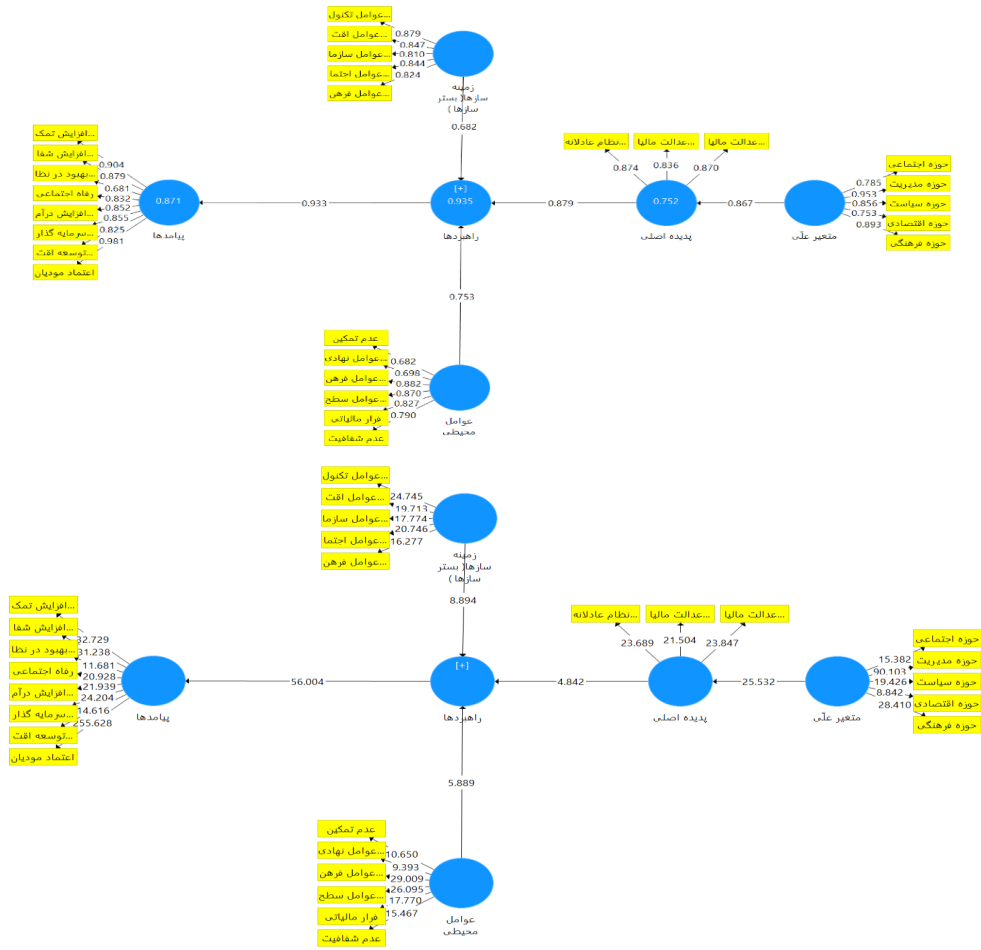 عوامل تکنول...
عوامل اقت...
عوامل سازما...
عوامل اجتما...
عوامل فرهن...
0.879
0.847
0.810
0.844
0.824
زمینه
سازها( بستر
سازها )
0.682
افزایش تمک...
افزایش شفا...
بهبود در نظا...
رفاه اجتماعی
افزایش درآم...
سرمایه گذار...
توسعه اقت...
اعتماد مودیان
0.904
0.879
0.681
0.832
0.852
0.855
0.825
0.981
0.871
پیامدها
0.933
[+]
0.935
راهبردها
0.879
نظام عادلانه...
عدالت مالیا...
عدالت مالیا...
0.874
0.836
0.870
0.752
پدیده اصلی
0.867
متغیر علّی
0.785
0.953
0.856
0.753
0.893
حوزه اجتماعی
حوزه مدیریت
حوزه سیاست
حوزه اقتصادی
حوزه فرهنگی
0.753
عدم تمکین
عوامل نهادی...
عوامل فرهن...
عوامل سطح...
فرار مالیاتی
عدم شفافیت
0.682
0.698
0.882
0.870
0.827
0.790
عوامل
محیطی
عوامل تکنول...
عوامل اقت...
عوامل سازما...
عوامل اجتما...
عوامل فرهن...
24.745
19.713
17.774
20.746
16.277
زمینه
سازها( بستر
سازها )
8.894
افزایش تمک...
افزایش شفا...
بهبود در نظا...
رفاه اجتماعی
افزایش درآم...
سرمایه گذار...
توسعه اقت...
اعتماد مودیان
32.729
31.238
11.681
20.928
21.939
24.204
14.616
255.628
پیامدها
56.004
[+]
راهبردها
4.842
نظام عادلانه...
عدالت مالیا...
عدالت مالیا...
23.689
21.504
23.847
پدیده اصلی
25.532
متغیر علّی
15.382
90.103
19.426
8.842
28.410
حوزه اجتماعی
حوزه مدیریت
حوزه سیاست
حوزه اقتصادی
حوزه فرهنگی
5.889
عدم تمکین
عوامل نهادی...
عوامل فرهن...
عوامل سطح...
فرار مالیاتی
عدم شفافیت
10.650
9.393
29.009
26.095
17.770
15.467
عوامل
محیطی